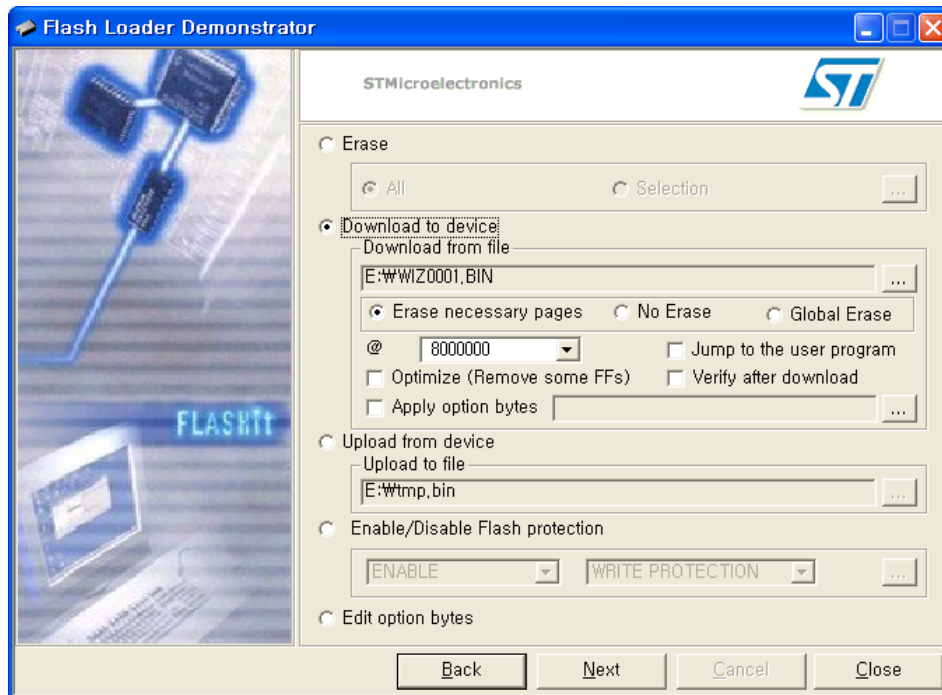 Flash Loader Demonstrator
STMicroelectronics
ST
Erase
All Selection ...
Download to device
Download from file
E:₩WIZ0001,BIN ...
Erase necessary pages No Erase Global Erase
@ 8000000 Jump to the user program
Optimize (Remove some FFs) Verify after download
Apply option bytes ...
FLASHIt
Upload from device
Upload to file
E:₩tmp,bin ...
Enable/Disable Flash protection
ENABLE WRITE PROTECTION ...
Edit option bytes
Back Next Cancel Close